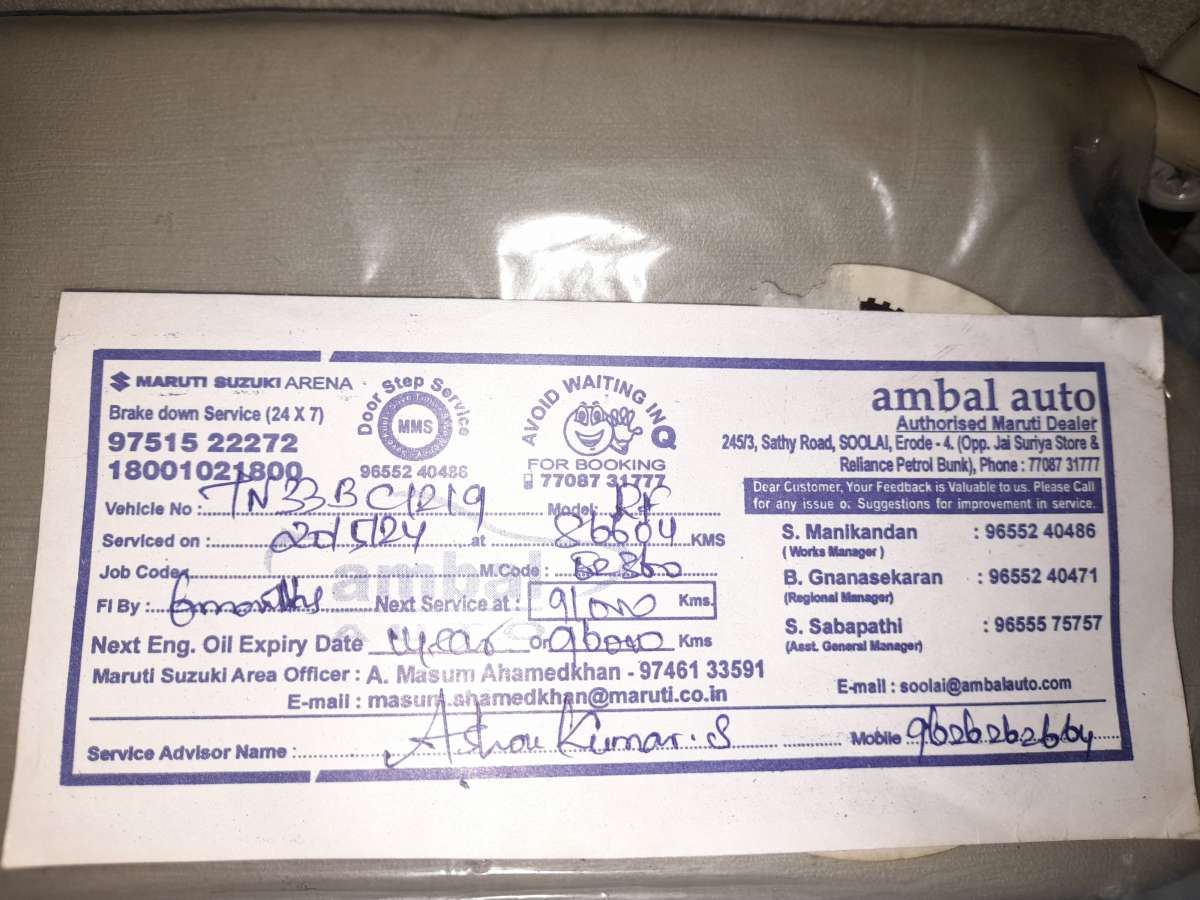 MARUTI SUZUKI ARENA
Brake down Service (24 X 7)
97515 22272
18001021800
Door Step Service
MMS
96552 40486
AVOID WAITING IN Q
FOR BOOKING
77087 31777
ambal auto
Authorised Maruti Dealer
245/3, Sathy Road, SOOLAI, Erode - 4. (Opp. Jai Suriya Store &
Reliance Petrol Bunk), Phone : 77087 31777
Dear Customer, Your Feedback is Valuable to us. Please Call
for any issue or Suggestions for improvement in service.
Vehicle No : TN33BC1219 Model:
Serviced on : 20/5/24 at 86604 KMS
Job Code: M.Code :
FI By : 6 months Next Service at : 91000 Kms.
Next Eng. Oil Expiry Date 1 year Or 96000 Kms
Maruti Suzuki Area Officer : A. Masum Ahamedkhan - 97461 33591
E-mail : masum.ahamedkhan@maruti.co.in
S. Manikandan : 96552 40486
(Works Manager)
B. Gnanasekaran : 96552 40471
(Regional Manager)
S. Sabapathi : 96555 75757
(Asst. General Manager)
E-mail : soolai@ambalauto.com
ambal
Service Advisor Name : Ashok Kumar.S Mobile 9626262664